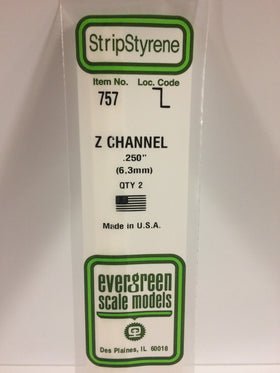 StripStyrene
Item No. Loc. Code
757
Z CHANNEL
.250"
(6.3mm)
QTY 2
Made in U.S.A.
evergreen
scale models
Des Plaines, IL 60018